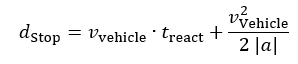 d_Stop = v_vehicle · t_react + v_Vehicle^2 / 2 |a|